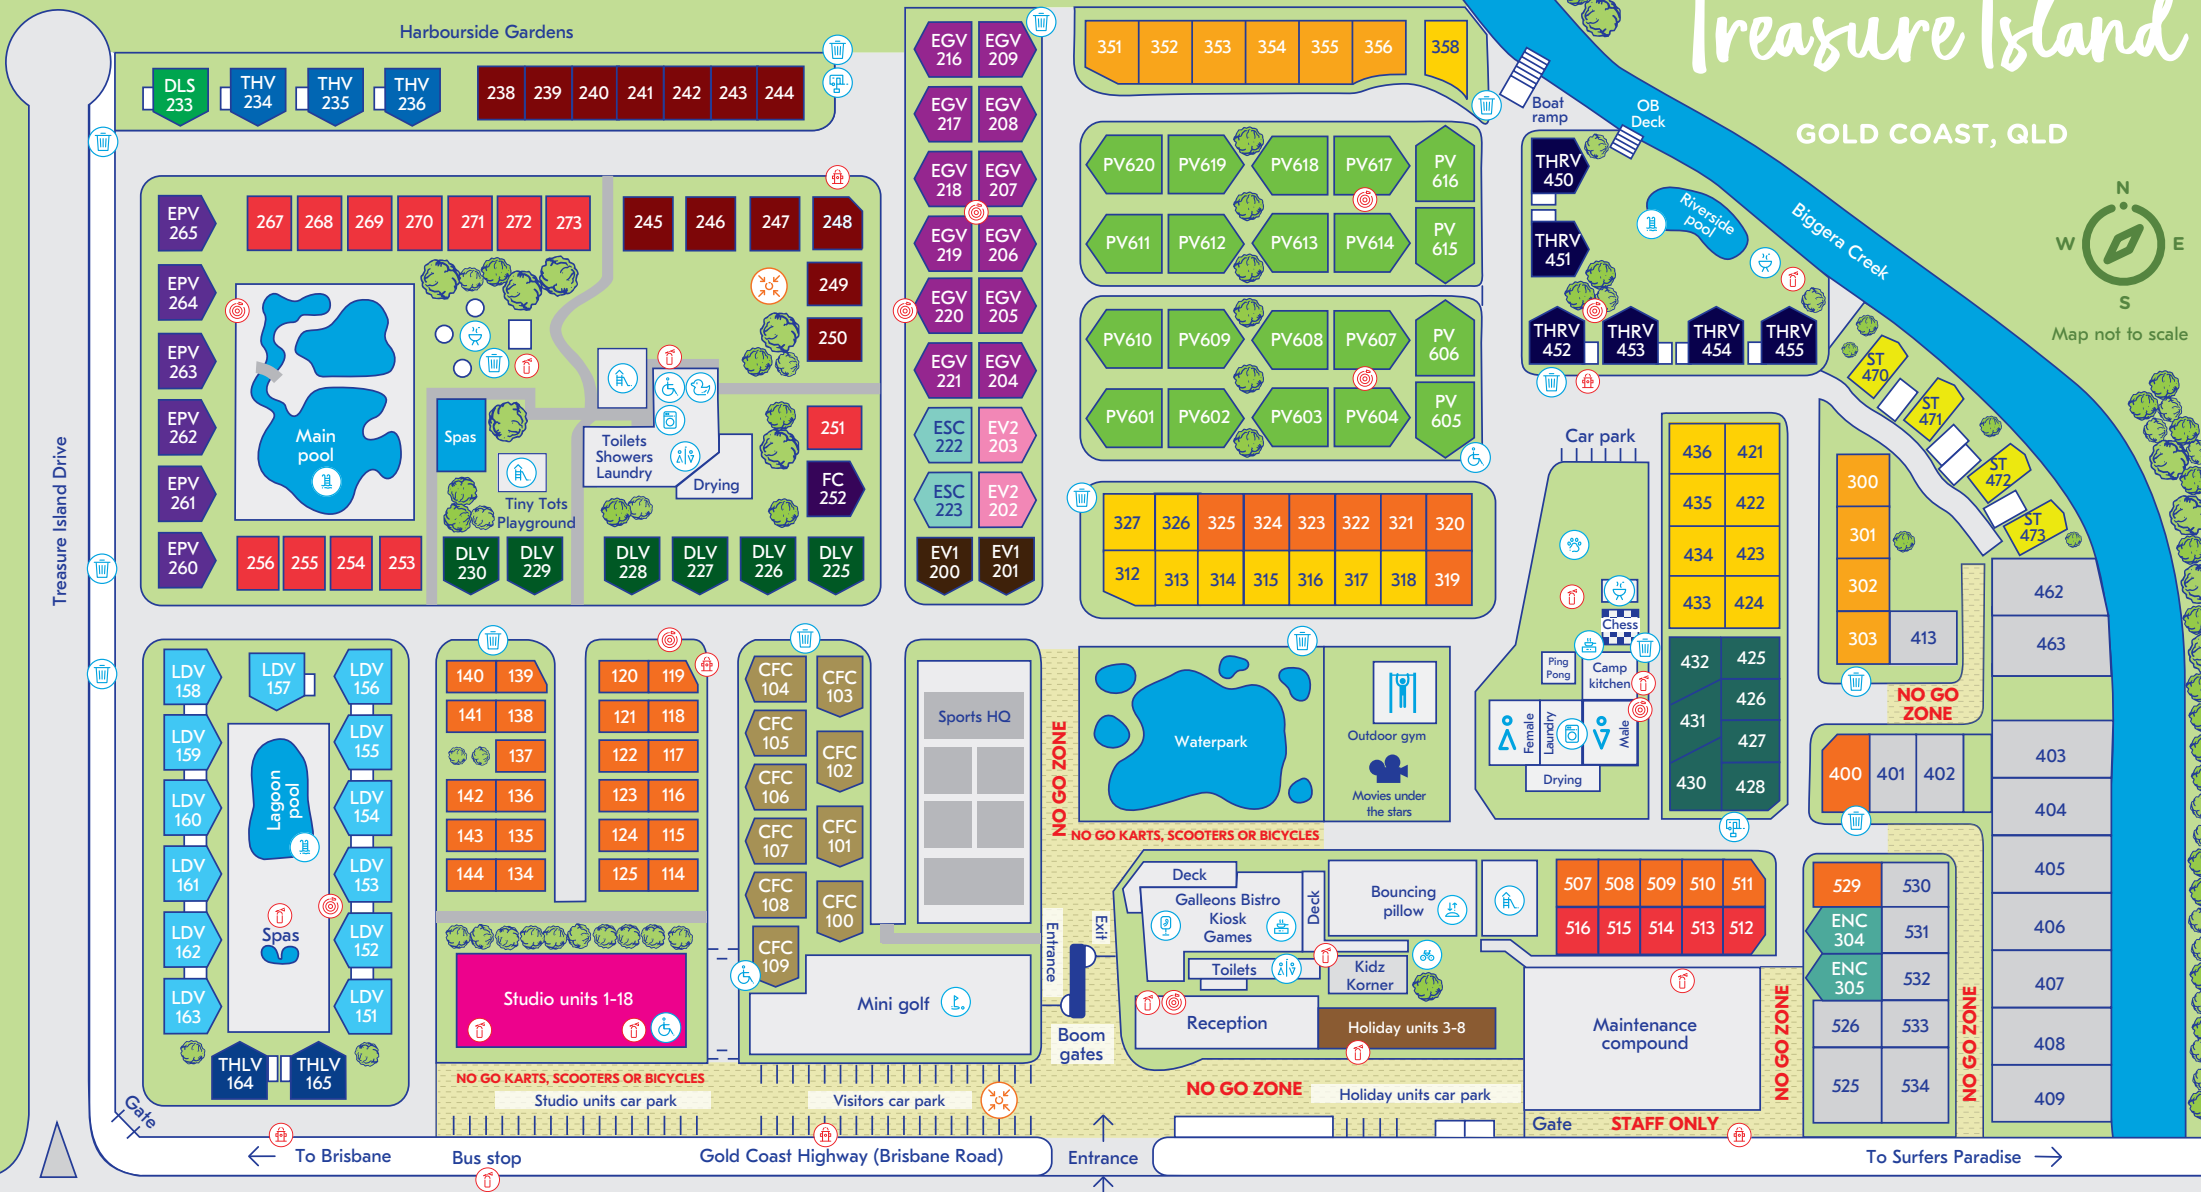 Treasure Island
GOLD COAST, QLD
N
W
E
S
Map not to scale
Harbourside Gardens
Treasure Island Drive
Biggera Creek
Boat
ramp
OB
Deck
Riverside
pool
DLS
233
THV
234
THV
235
THV
236
238
239
240
241
242
243
244
EPV
265
EPV
264
EPV
263
EPV
262
EPV
261
EPV
260
267
268
269
270
271
272
273
245
246
247
248
249
250
251
FC
252
Main
pool
Spas
Tiny Tots
Playground
Toilets
Showers
Laundry
Drying
256
255
254
253
DLV
230
DLV
229
DLV
228
DLV
227
DLV
226
DLV
225
EGV
216
EGV
209
EGV
217
EGV
208
EGV
218
EGV
207
EGV
219
EGV
206
EGV
220
EGV
205
EGV
221
EGV
204
ESC
222
EV2
203
ESC
223
EV2
202
EV1
200
EV1
201
351
352
353
354
355
356
358
PV620
PV619
PV618
PV617
PV
616
PV611
PV612
PV613
PV614
PV
615
PV610
PV609
PV608
PV607
PV
606
PV601
PV602
PV603
PV604
PV
605
327
326
325
324
323
322
321
320
312
313
314
315
316
317
318
319
THRV
450
THRV
451
THRV
452
THRV
453
THRV
454
THRV
455
ST
470
ST
471
ST
472
ST
473
Car park
436
421
435
422
434
423
433
424
432
425
426
431
427
430
428
300
301
302
303
413
462
463
NO GO
ZONE
403
404
405
406
407
408
409
400
401
402
Chess
Ping
Pong
Camp
kitchen
Female
Laundry
Male
Drying
LDV
158
LDV
157
LDV
156
LDV
159
LDV
155
LDV
160
LDV
154
LDV
161
LDV
153
LDV
162
LDV
152
LDV
163
LDV
151
Lagoon
pool
Spas
THLV
164
THLV
165
140
139
141
138
137
142
136
143
135
144
134
120
119
121
118
122
117
123
116
124
115
125
114
CFC
104
CFC
103
CFC
105
CFC
102
CFC
106
CFC
107
CFC
101
CFC
108
CFC
100
CFC
109
Sports HQ
NO GO ZONE
Waterpark
Outdoor gym
Movies under
the stars
NO GO KARTS, SCOOTERS OR BICYCLES
Studio units 1-18
Mini golf
Entrance
Exit
Boom
gates
Deck
Galleons Bistro
Kiosk
Games
Deck
Bouncing
pillow
Toilets
Kidz
Korner
Reception
Holiday units 3-8
507
508
509
510
511
516
515
514
513
512
Maintenance
compound
NO GO ZONE
529
530
ENC
304
531
ENC
305
532
526
533
525
534
NO GO ZONE
NO GO KARTS, SCOOTERS OR BICYCLES
Studio units car park
Visitors car park
NO GO ZONE
Holiday units car park
Gate
STAFF ONLY
Gate
To Brisbane
Bus stop
Gold Coast Highway (Brisbane Road)
Entrance
To Surfers Paradise